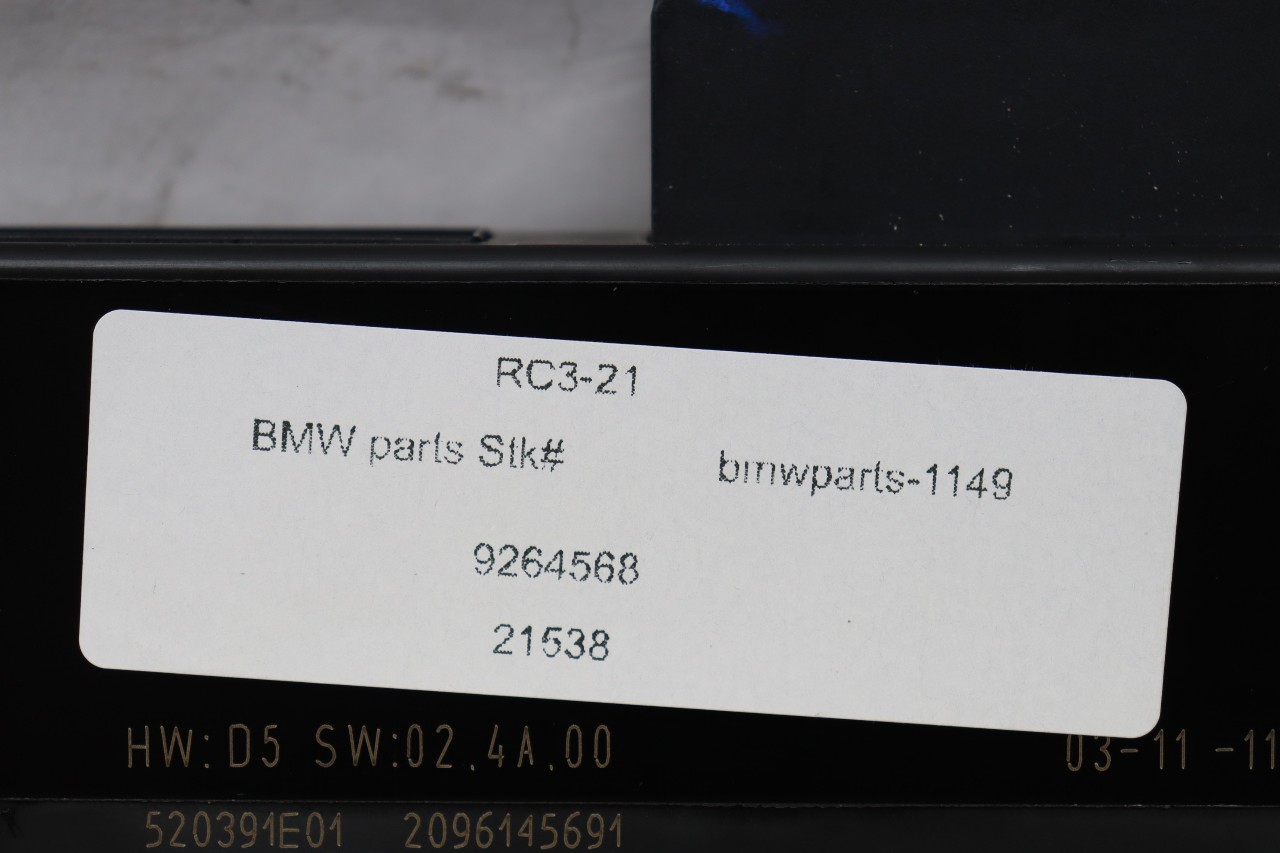 RC3-21
BMW parts Stk# bmwparts-1149
9264568
21538
HW: D5 SW:02.4A.00 03-11 -11
520391E01 2096145691